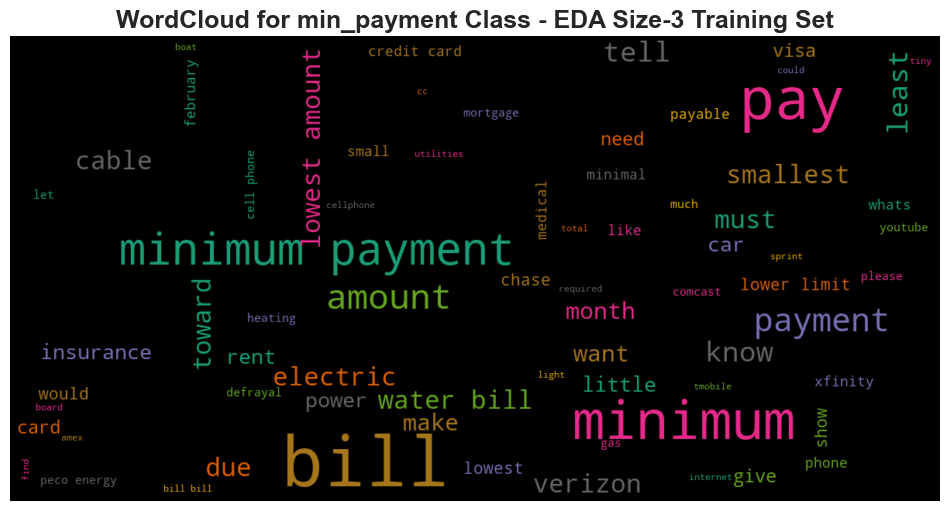 WordCloud for min_payment Class - EDA Size-3 Training Set
boat
credit card
tell
visa
february
lowest amount
could
least
tiny
cc
pay
mortgage
payable
need
cable
cell phone
small
utilities
minimal
smallest
let
cellphone
medical
much
must
whats
total
like
youtube
minimum payment
car
sprint
toward
amount
chase
required
comcast
lower limit
please
heating
month
payment
insurance
rent
want
know
electric
light
little
tmobile
xfinity
would
defrayal
power
water bill
board
card
make
minimum
show
amex
bill
gas
find
due
lowest
phone
peco energy
bill bill
verizon
internet
give